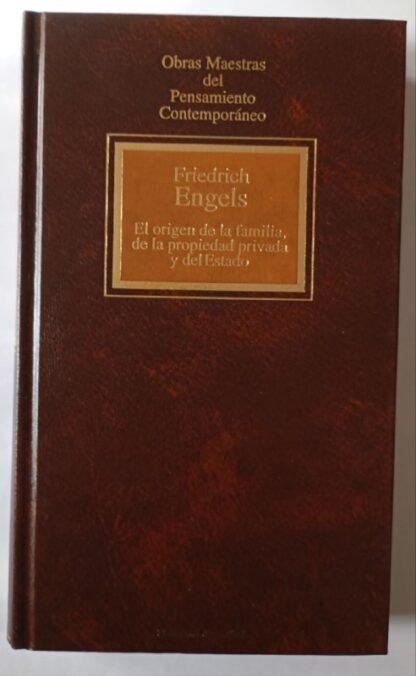 Obras Maestras
del
Pensamiento
Contemporáneo
Friedrich
Engels
El origen de la familia,
de la propiedad privada
y del Estado